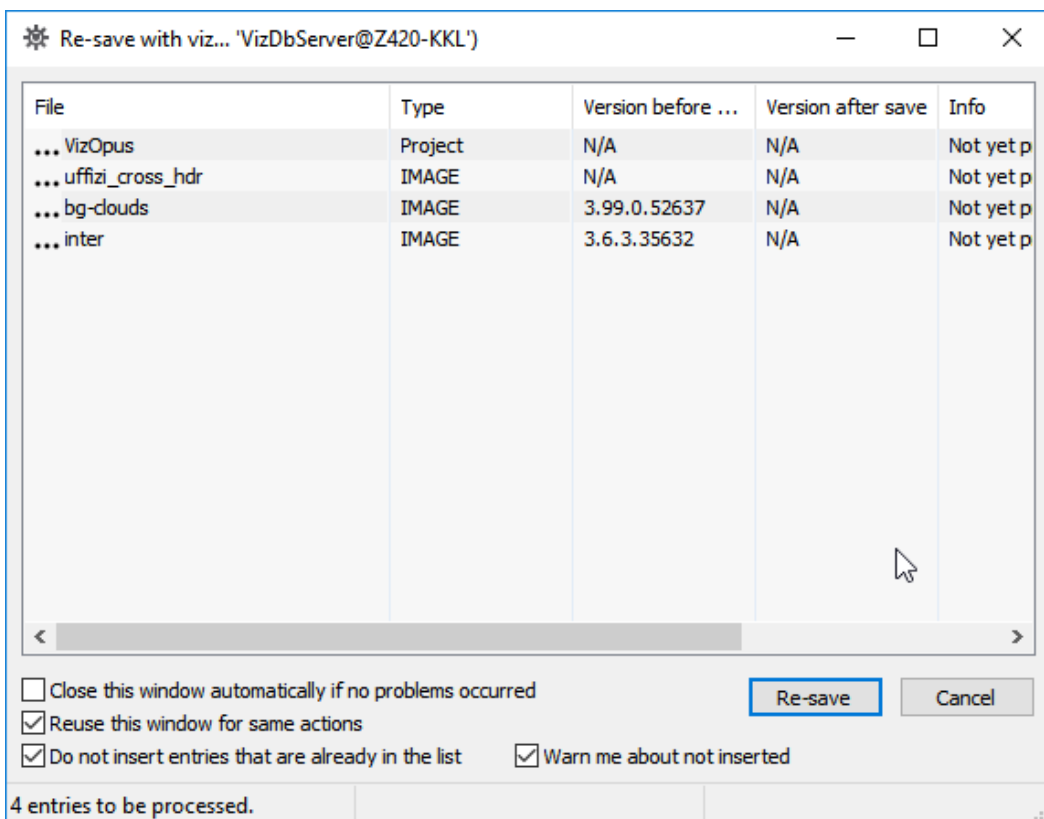 Re-save with viz... 'VizDbServer@Z420-KKL')
File Type Version before ... Version after save Info
... VizOpus Project N/A N/A Not yet p
... uffizi_cross_hdr IMAGE N/A N/A Not yet p
... bg-clouds IMAGE 3.99.0.52637 N/A Not yet p
... inter IMAGE 3.6.3.35632 N/A Not yet p
Close this window automatically if no problems occurred Re-save Cancel
Reuse this window for same actions
Do not insert entries that are already in the list Warn me about not inserted
4 entries to be processed.